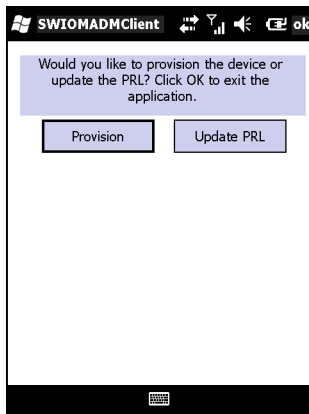 SWIOMADMClient ok
Would you like to provision the device or
update the PRL? Click OK to exit the
application.
Provision Update PRL